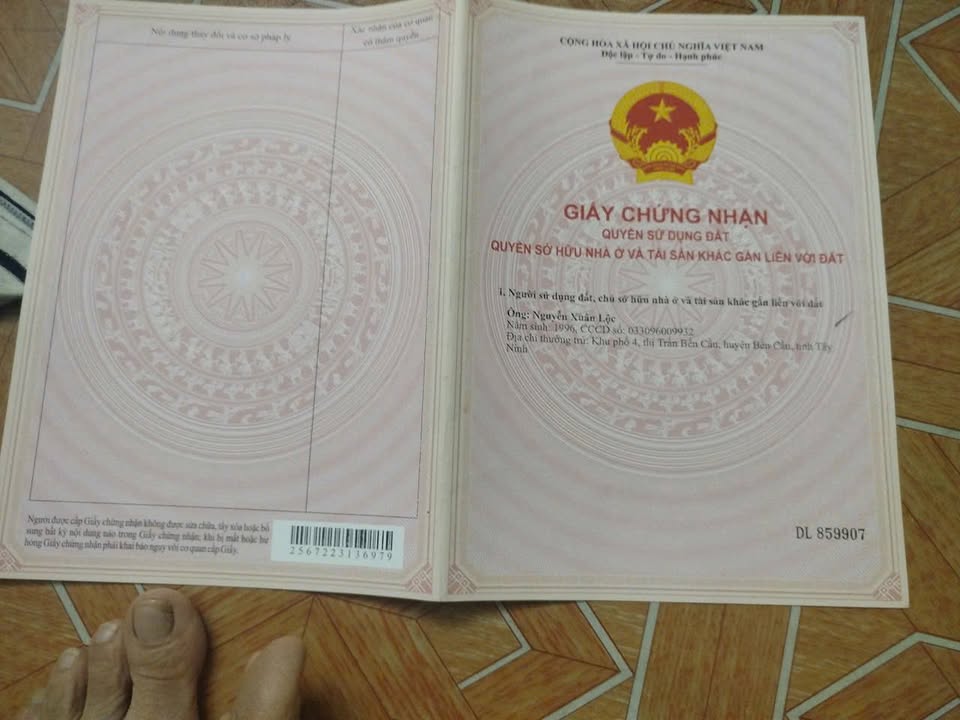 Nội dung thay đổi và cơ sở pháp lý
Xác nhận của cơ quan
có thẩm quyền
Người được cấp Giấy chứng nhận không được sửa chữa, tẩy xóa hoặc bổ
sung bất kỳ nội dung nào trong Giấy chứng nhận; khi bị mất hoặc hư
hỏng Giấy chứng nhận phải khai báo ngay với cơ quan cấp Giấy.
2567223136979
CỘNG HÒA XÃ HỘI CHỦ NGHĨA VIỆT NAM
Độc lập - Tự do - Hạnh phúc
GIẤY CHỨNG NHẬN
QUYỀN SỬ DỤNG ĐẤT
QUYỀN SỞ HỮU NHÀ Ở VÀ TÀI SẢN KHÁC GẮN LIỀN VỚI ĐẤT
I. Người sử dụng đất, chủ sở hữu nhà ở và tài sản khác gắn liền với đất
Ông: Nguyễn Xuân Lộc
Năm sinh: 1996, CCCD số: 033096009932
Địa chỉ thường trú: Khu phố 4, thị Trấn Bến Cầu, huyện Bến Cầu, tỉnh Tây
Ninh
DL 859907